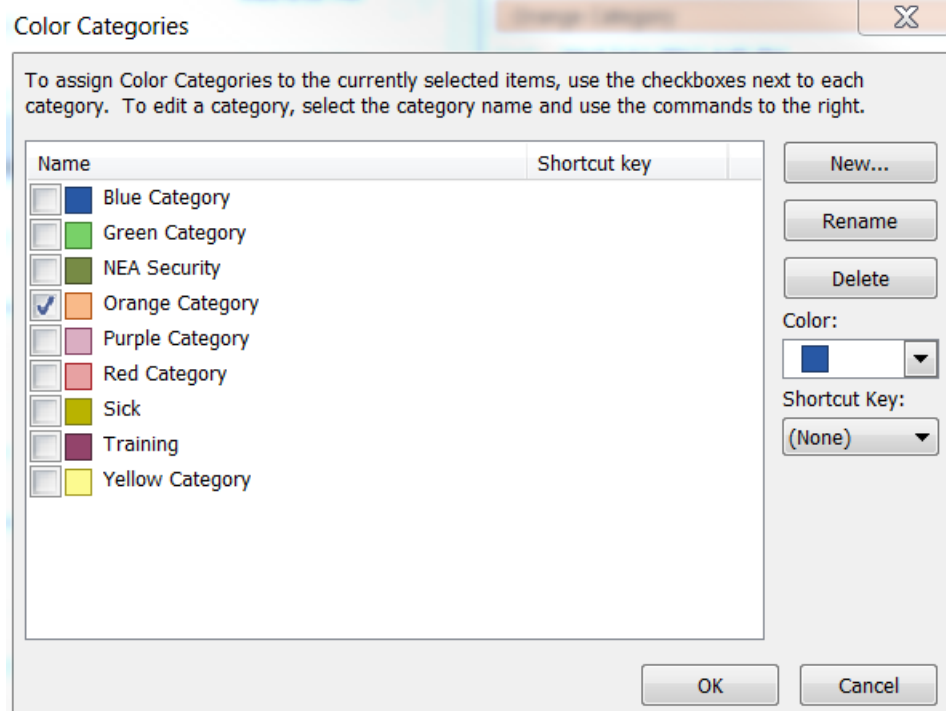 Orange Category
Color Categories
To assign Color Categories to the currently selected items, use the checkboxes next to each
category.  To edit a category, select the category name and use the commands to the right.
Name Shortcut key
Blue Category
Green Category
NEA Security
Orange Category
Purple Category
Red Category
Sick
Training
Yellow Category
New...
Rename
Delete
Color:
Shortcut Key:
(None)
OK Cancel